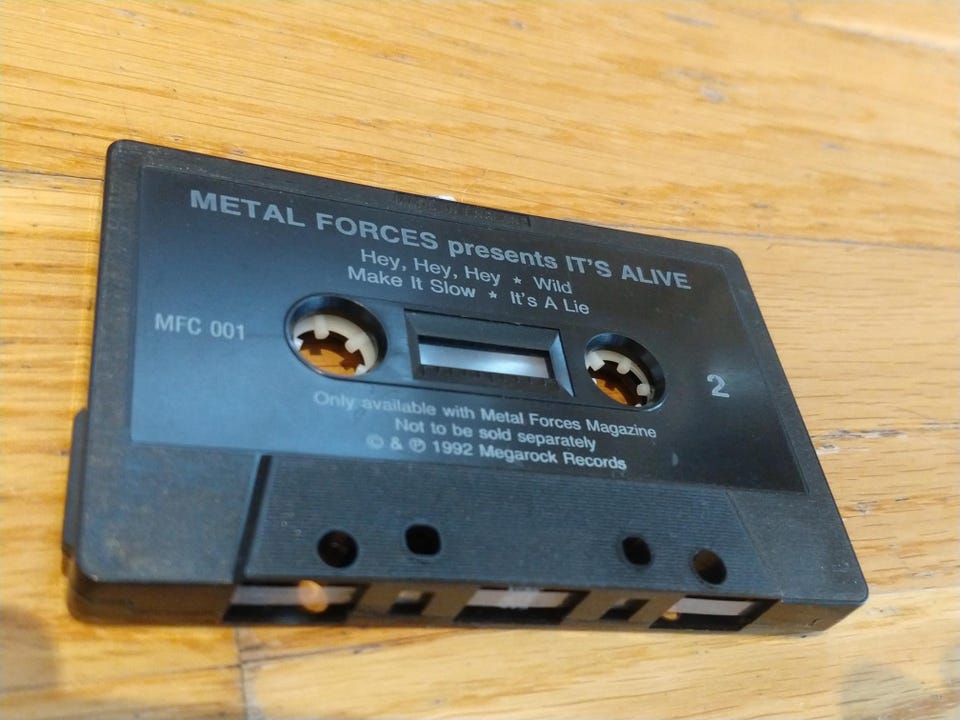 METAL FORCES presents IT'S ALIVE
Hey, Hey, Hey ★ Wild
Make It Slow ★ It's A Lie
MFC 001
2
Only available with Metal Forces Magazine
Not to be sold separately
© & ℗ 1992 Megarock Records